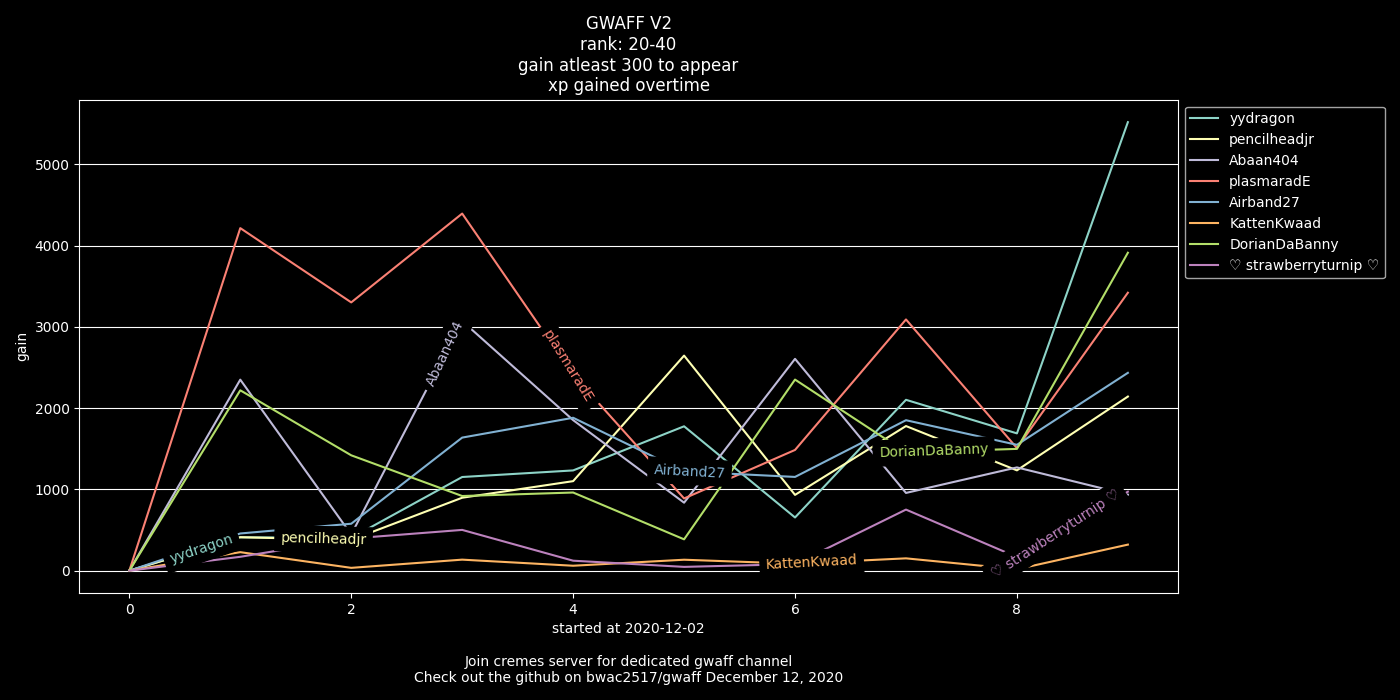 GWAFF V2
rank: 20-40
gain atleast 300 to appear
xp gained overtime
yydragon
pencilheadjr
Abaan404
plasmaradE
Airband27
KattenKwaad
DorianDaBanny
♡ strawberryturnip ♡
gain
5000
4000
3000
2000
1000
0
Abaan404
plasmaradE
Airband27
DorianDaBanny
yydragon
pencilheadjr
KattenKwaad
♡ strawberryturnip ♡
0 2 4 6 8
started at 2020-12-02
Join cremes server for dedicated gwaff channel
Check out the github on bwac2517/gwaff December 12, 2020